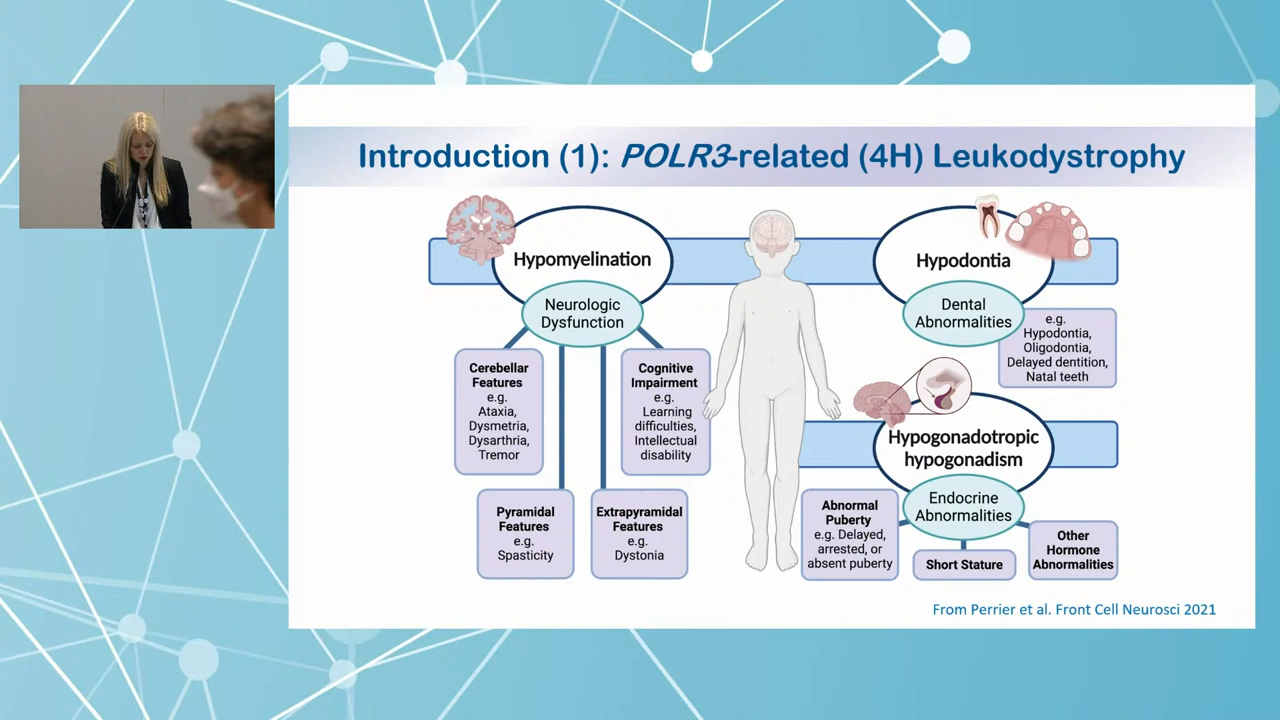 Introduction (1): POLR3-related (4H) Leukodystrophy
Hypomyelination
Neurologic
Dysfunction
Cerebellar
Features
e.g.
Ataxia,
Dysmetria,
Dysarthria,
Tremor
Cognitive
Impairment
e.g.
Learning
difficulties,
Intellectual
disability
Pyramidal
Features
e.g.
Spasticity
Extrapyramidal
Features
e.g.
Dystonia
Hypodontia
Dental
Abnormalities
e.g.
Hypodontia,
Oligodontia,
Delayed dentition,
Natal teeth
Hypogonadotropic
hypogonadism
Endocrine
Abnormalities
Abnormal
Puberty
e.g. Delayed,
arrested, or
absent puberty
Short Stature
Other
Hormone
Abnormalities
From Perrier et al. Front Cell Neurosci 2021